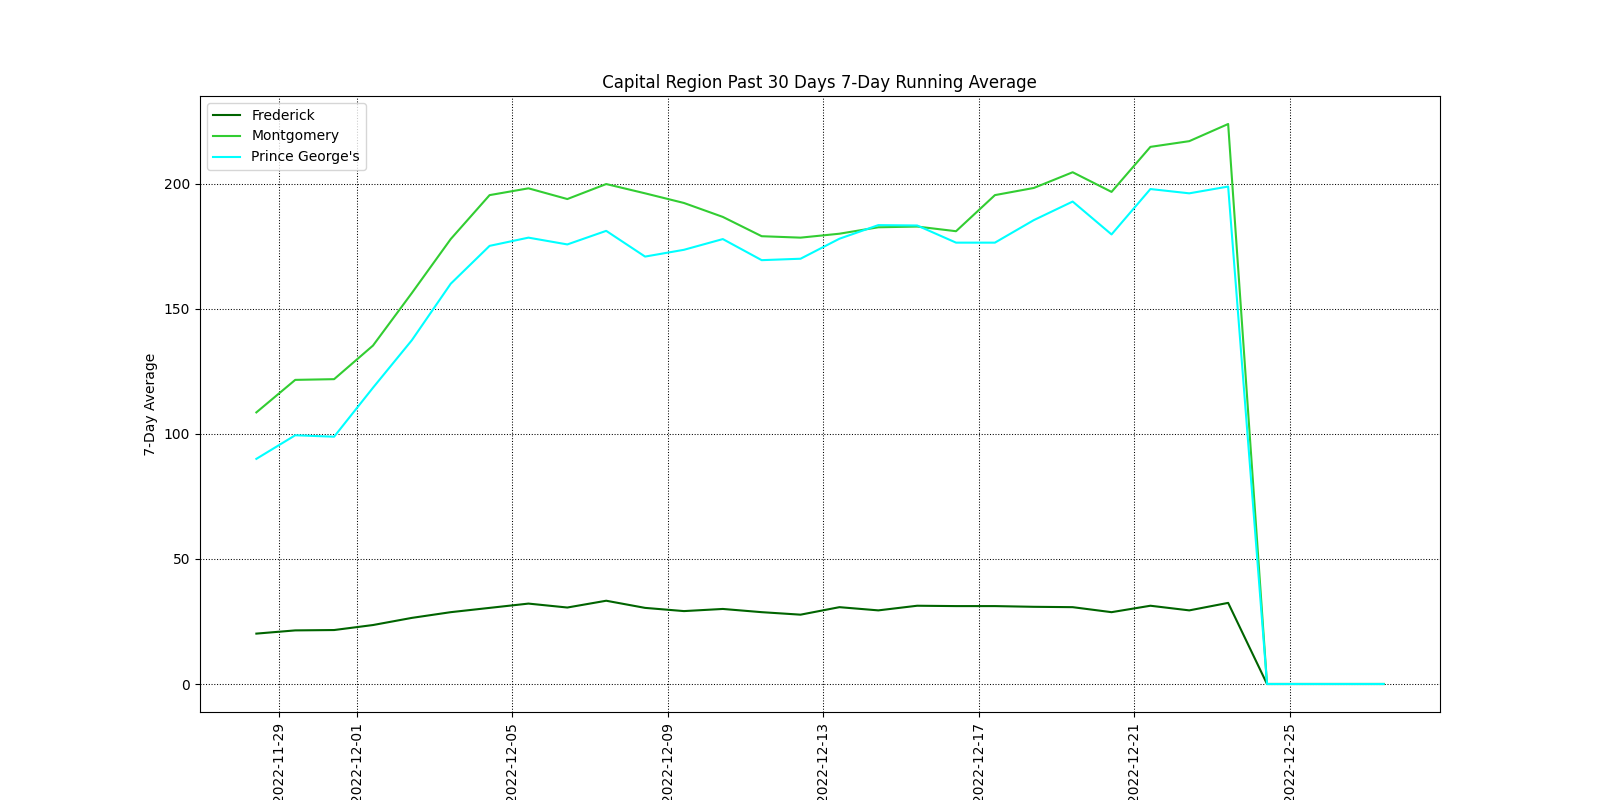 Capital Region Past 30 Days 7-Day Running Average
Frederick
Montgomery
Prince George's
200
150
100
50
0
7-Day Average
2022-11-29
2022-12-01
2022-12-05
2022-12-09
2022-12-13
2022-12-17
2022-12-21
2022-12-25